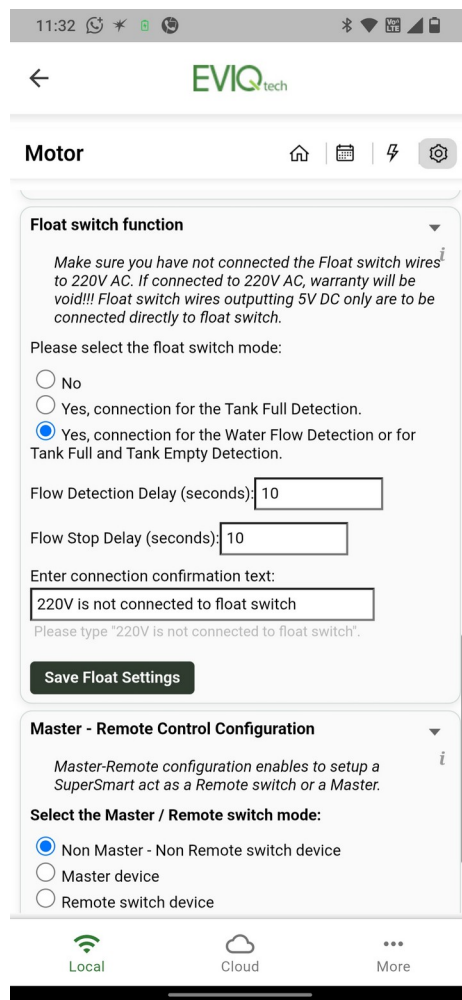 11:32
Vo))
LTE
EVIQtech
Motor
Float switch function
i
Make sure you have not connected the Float switch wires
to 220V AC. If connected to 220V AC, warranty will be
void!!! Float switch wires outputting 5V DC only are to be
connected directly to float switch.
Please select the float switch mode:
No
Yes, connection for the Tank Full Detection.
Yes, connection for the Water Flow Detection or for
Tank Full and Tank Empty Detection.
Flow Detection Delay (seconds): 10
Flow Stop Delay (seconds): 10
Enter connection confirmation text:
220V is not connected to float switch
Please type "220V is not connected to float switch".
Save Float Settings
Master - Remote Control Configuration
i
Master-Remote configuration enables to setup a
SuperSmart act as a Remote switch or a Master.
Select the Master / Remote switch mode:
Non Master - Non Remote switch device
Master device
Remote switch device
Local Cloud More